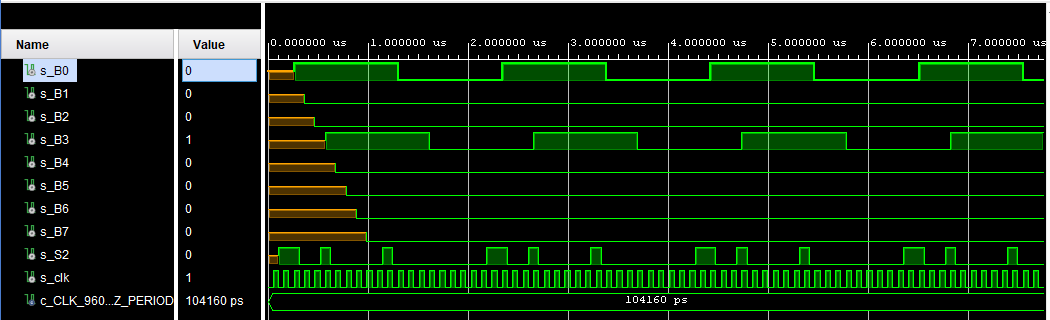 Name Value
0.000000 us 1.000000 us 2.000000 us 3.000000 us 4.000000 us 5.000000 us 6.000000 us 7.000000 us
s_B0 0
s_B1 0
s_B2 0
s_B3 1
s_B4 0
s_B5 0
s_B6 0
s_B7 0
s_S2 0
s_clk 1
c_CLK_960...Z_PERIOD 104160 ps 104160 ps